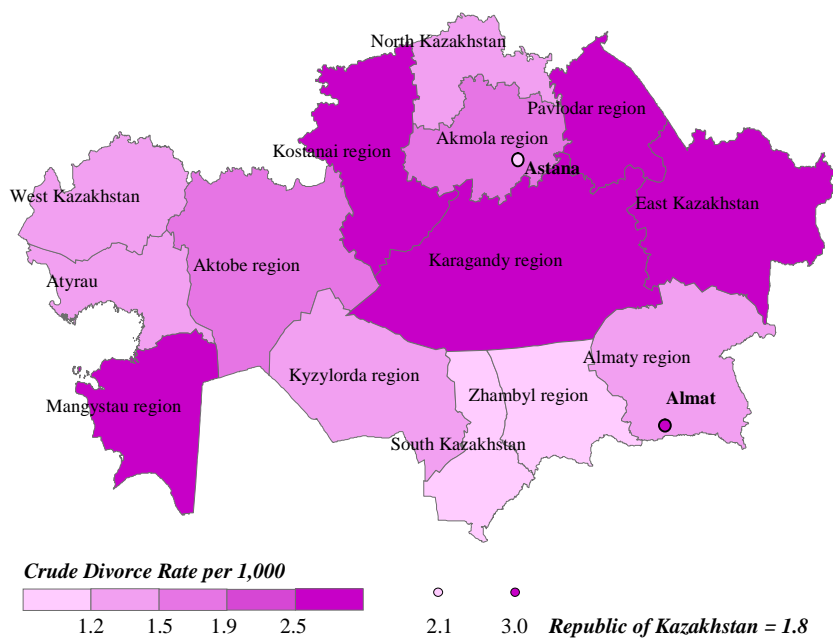 North Kazakhstan
Pavlodar region
Akmola region
Kostanai region
Astana
West Kazakhstan
East Kazakhstan
Karagandy region
Aktobe region
Atyrau
Almaty region
Kyzylorda region
Zhambyl region
Almat
Mangystau region
South Kazakhstan
Crude Divorce Rate per 1,000
1.2 1.5 1.9 2.5 2.1 3.0 Republic of Kazakhstan = 1.8